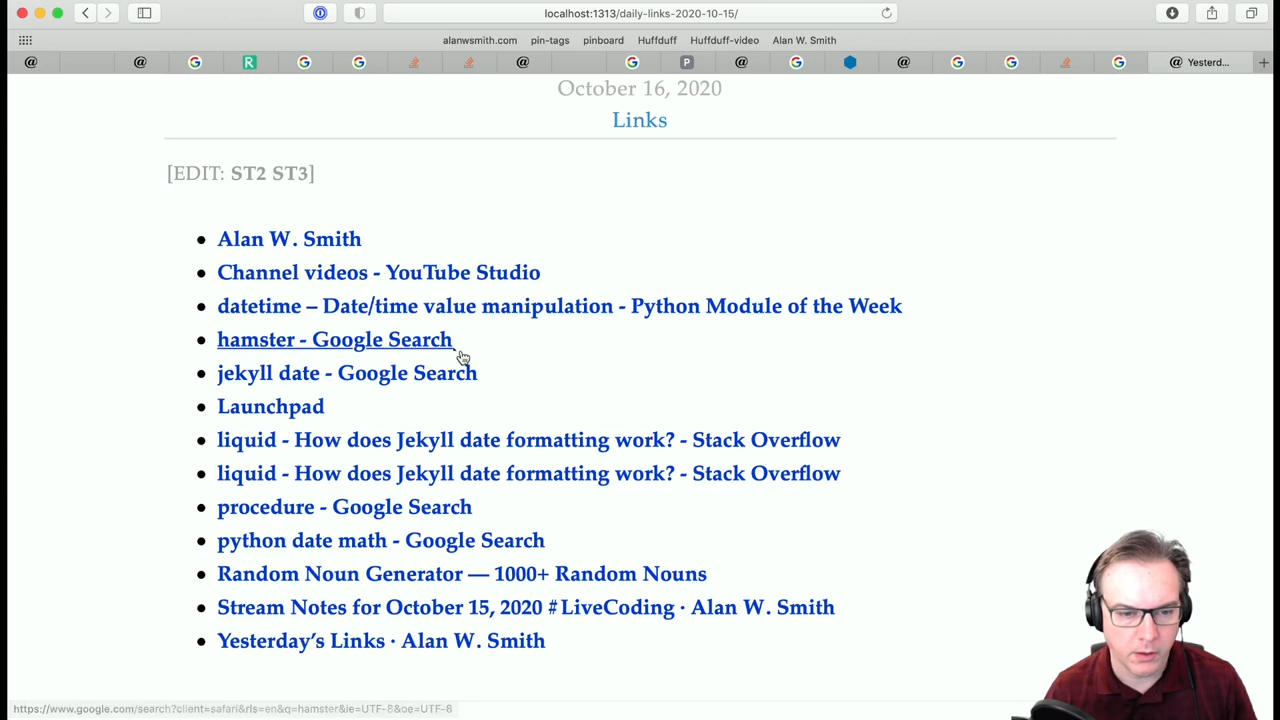 localhost:1313/daily-links-2020-10-15/
alanwsmith.com pin-tags pinboard Huffduff Huffduff-video Alan W. Smith
@ @ G R G G @ G P @ G @ G G G @ Yesterd...
October 16, 2020
Links
[EDIT: ST2 ST3]
Alan W. Smith
Channel videos - YouTube Studio
datetime – Date/time value manipulation - Python Module of the Week
hamster - Google Search
jekyll date - Google Search
Launchpad
liquid - How does Jekyll date formatting work? - Stack Overflow
liquid - How does Jekyll date formatting work? - Stack Overflow
procedure - Google Search
python date math - Google Search
Random Noun Generator — 1000+ Random Nouns
Stream Notes for October 15, 2020 #LiveCoding · Alan W. Smith
Yesterday’s Links · Alan W. Smith
https://www.google.com/search?client=safari&rls=en&q=hamster&ie=UTF-8&oe=UTF-8